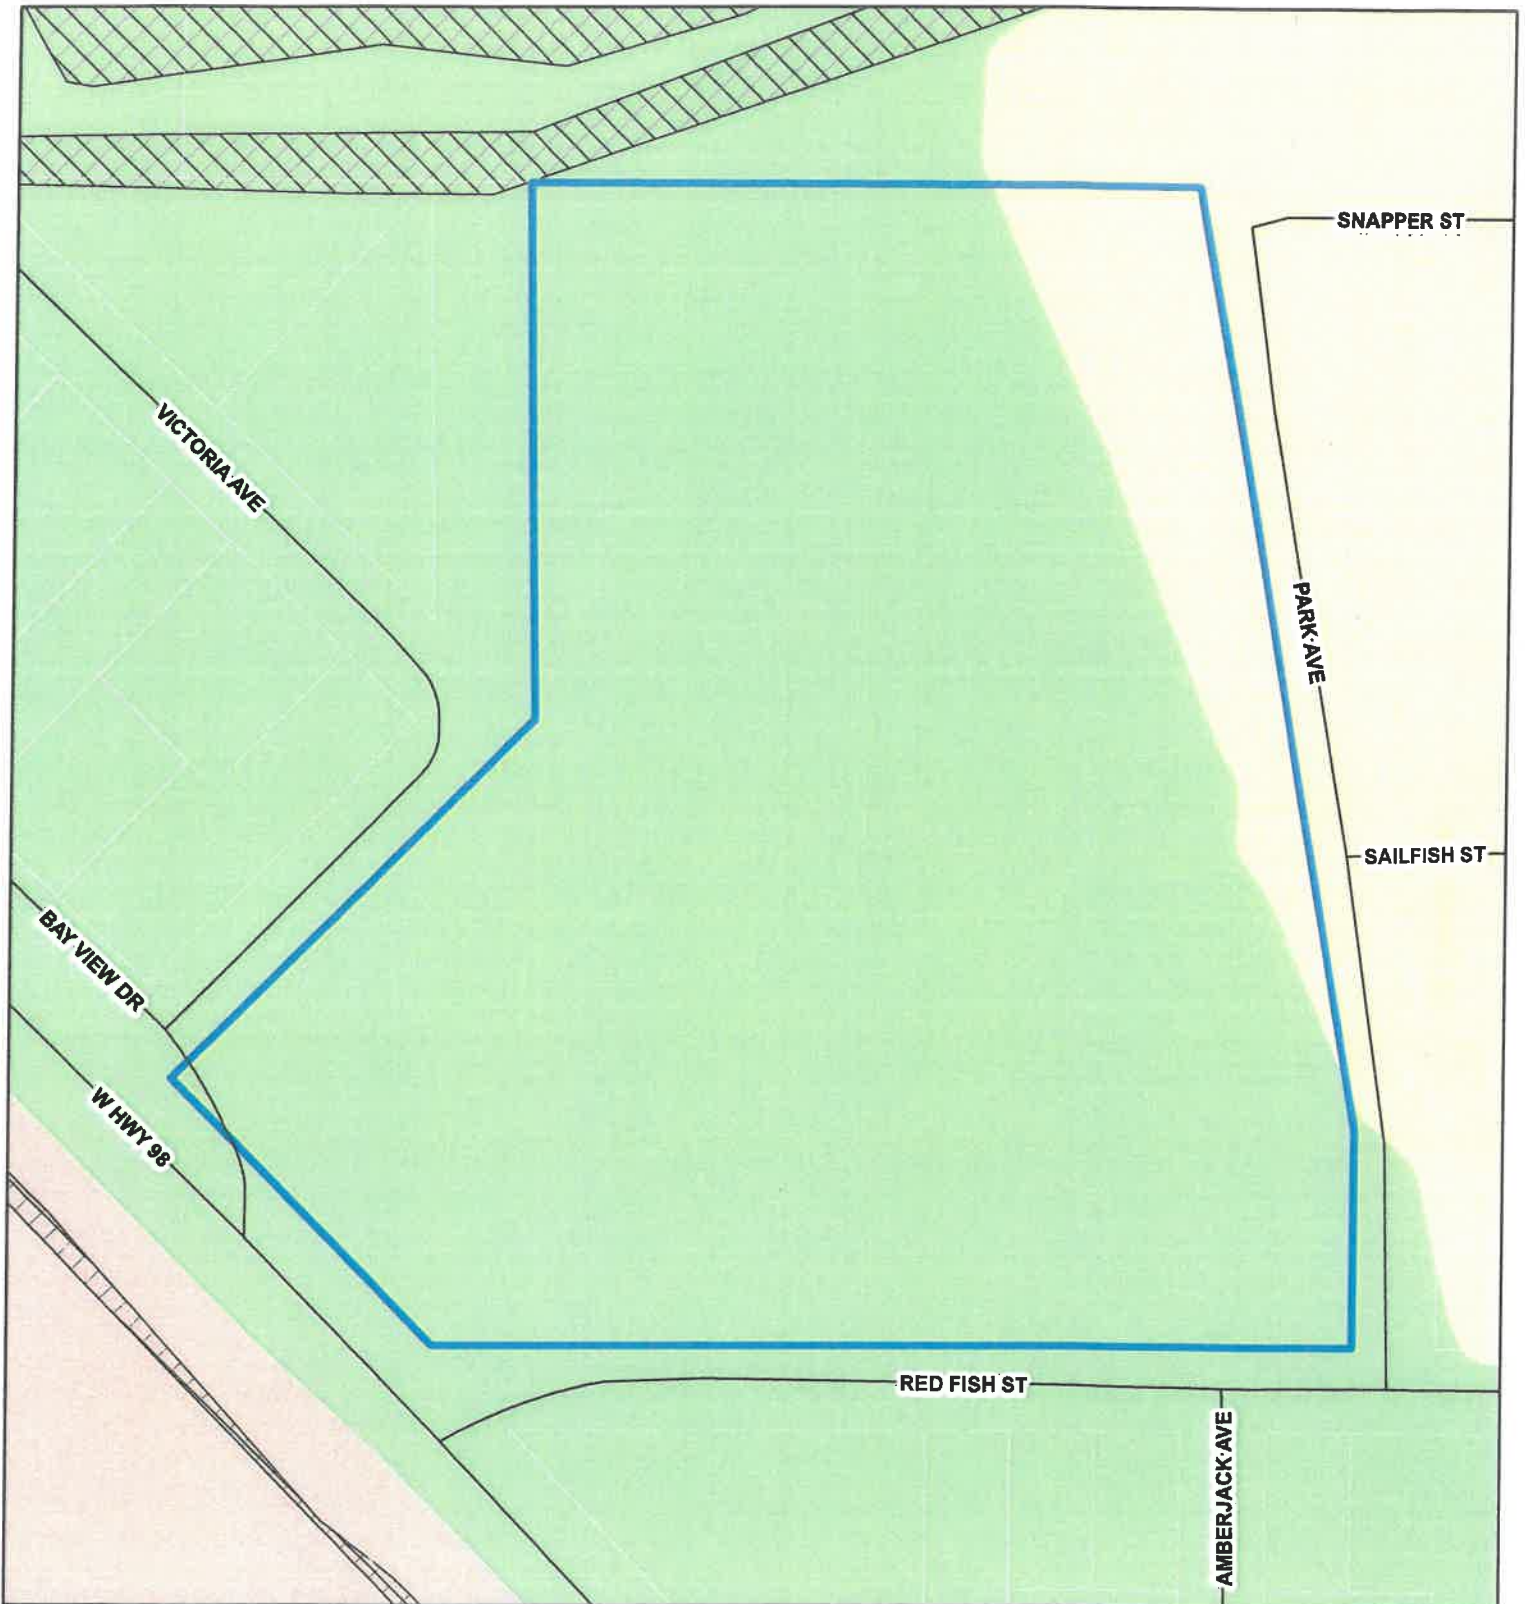 SNAPPER ST
VICTORIA AVE
PARK AVE
SAILFISH ST
BAY VIEW DR
W HWY 98
RED FISH ST
AMBERJACK AVE